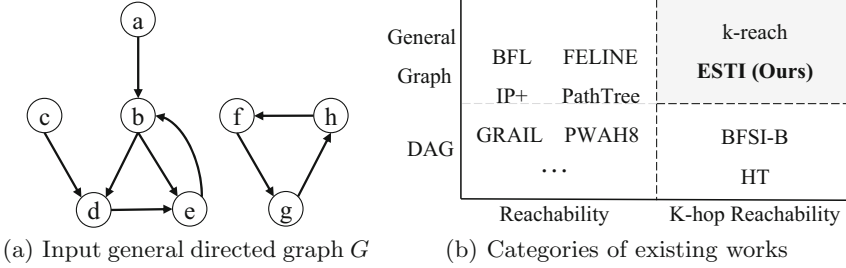 a
c
b
f
h
d
e
g
(a) Input general directed graph G
General
Graph
DAG
BFL FELINE
IP+ PathTree
GRAIL PWAH8
...
k-reach
ESTI (Ours)
BFSI-B
HT
Reachability
K-hop Reachability
(b) Categories of existing works